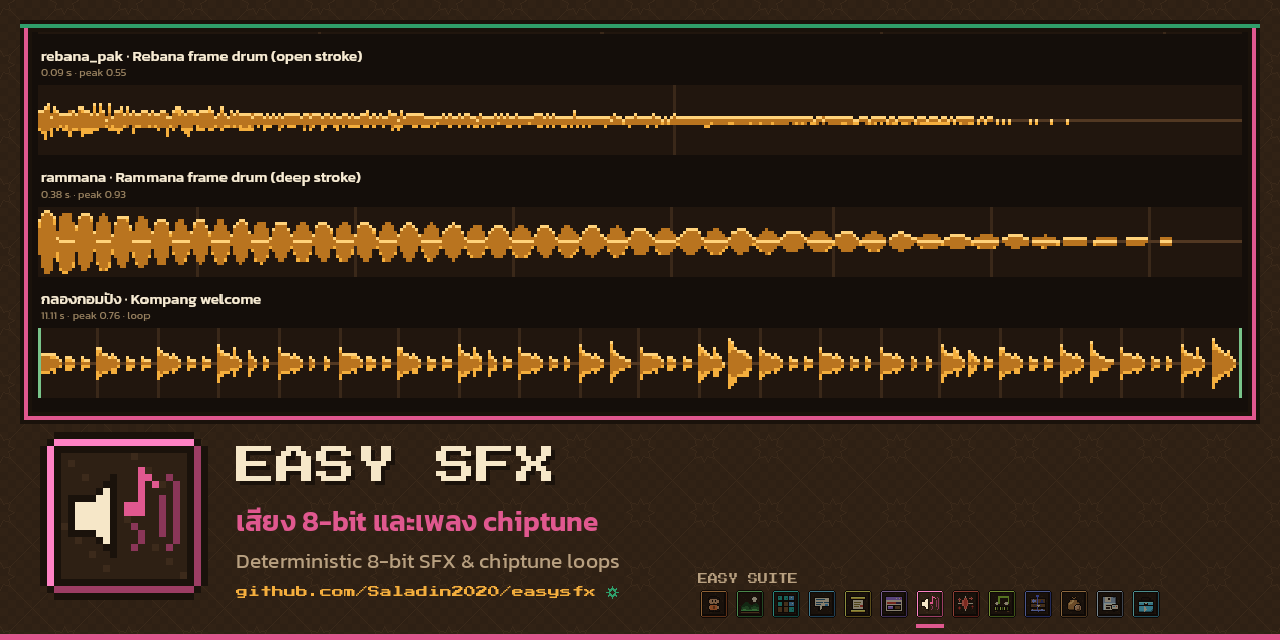 rebana_pak · Rebana frame drum (open stroke)
0.09 s · peak 0.55
rammana · Rammana frame drum (deep stroke)
0.38 s · peak 0.93
กลองกอมปัง · Kompang welcome
11.11 s · peak 0.76 · loop
EASY SFX
เสียง 8-bit และเพลง chiptune
Deterministic 8-bit SFX & chiptune loops
github.com/Saladin2020/easysfx
EASY SUITE